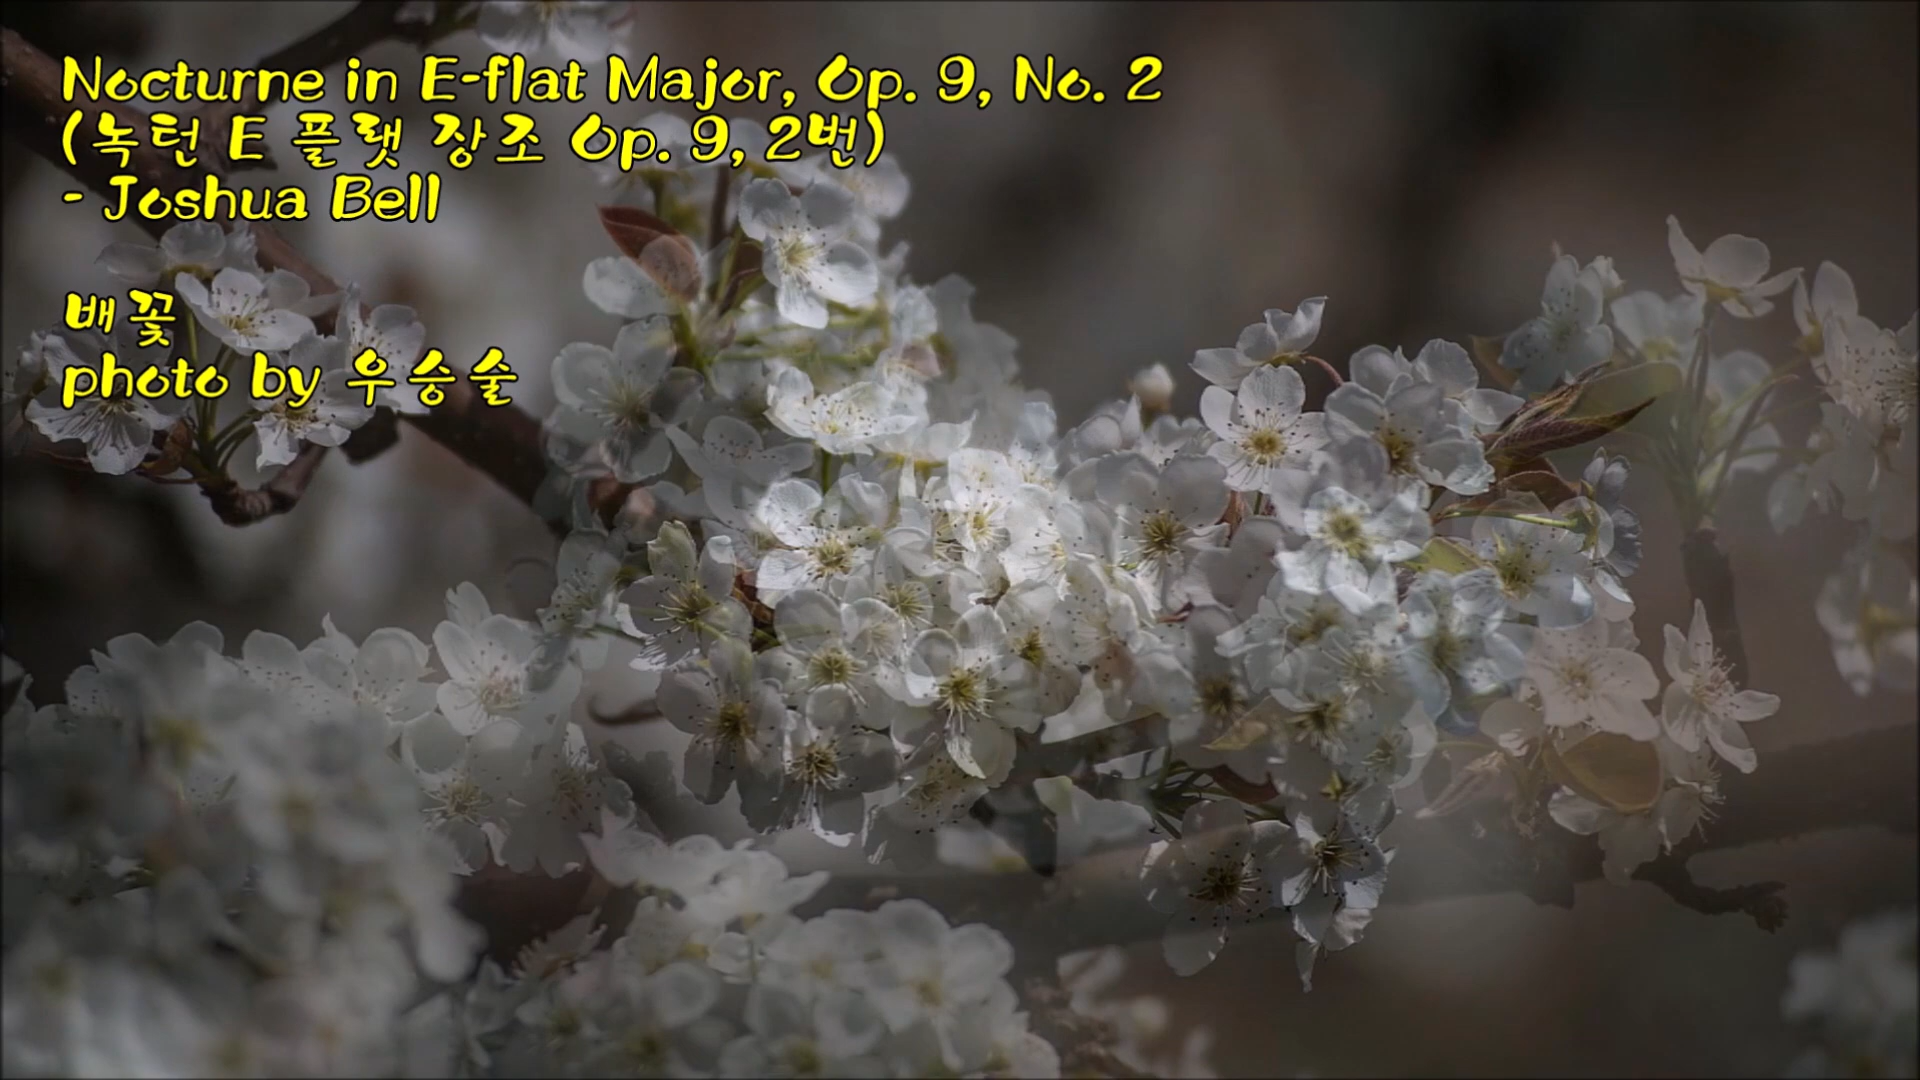 Nocturne in E-flat Major, Op. 9, No. 2
(녹턴 E 플랫 장조 Op. 9, 2번)
- Joshua Bell
배꽃
photo by 우승술